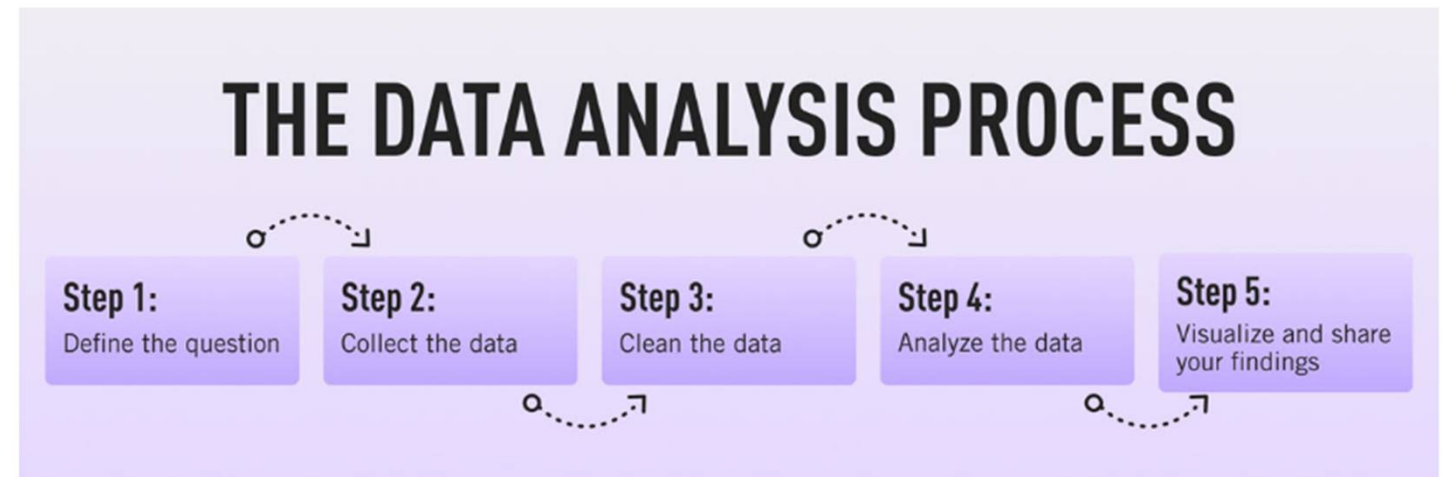 THE DATA ANALYSIS PROCESS
Step 1:
Define the question
Step 2:
Collect the data
Step 3:
Clean the data
Step 4:
Analyze the data
Step 5:
Visualize and share
your findings